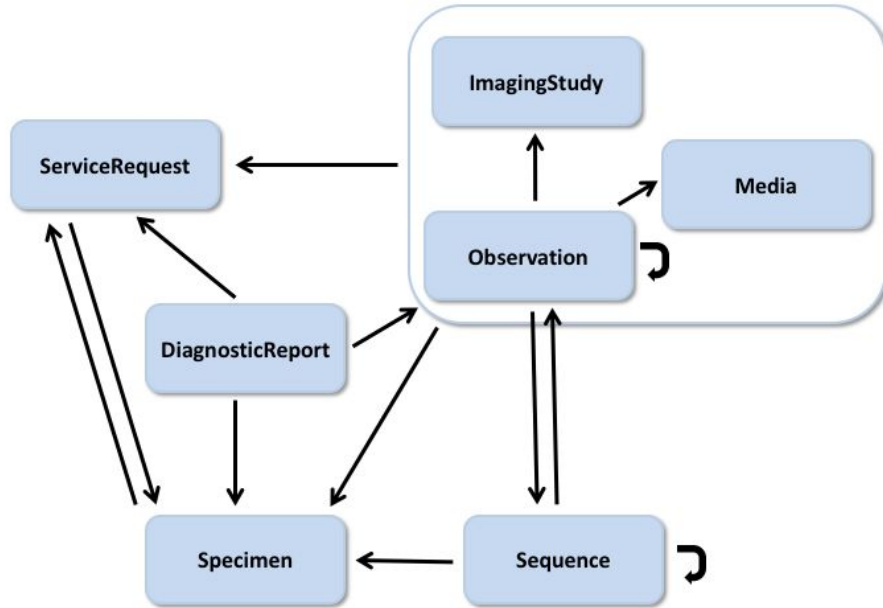 ImagingStudy
ServiceRequest
Media
Observation
DiagnosticReport
Specimen
Sequence